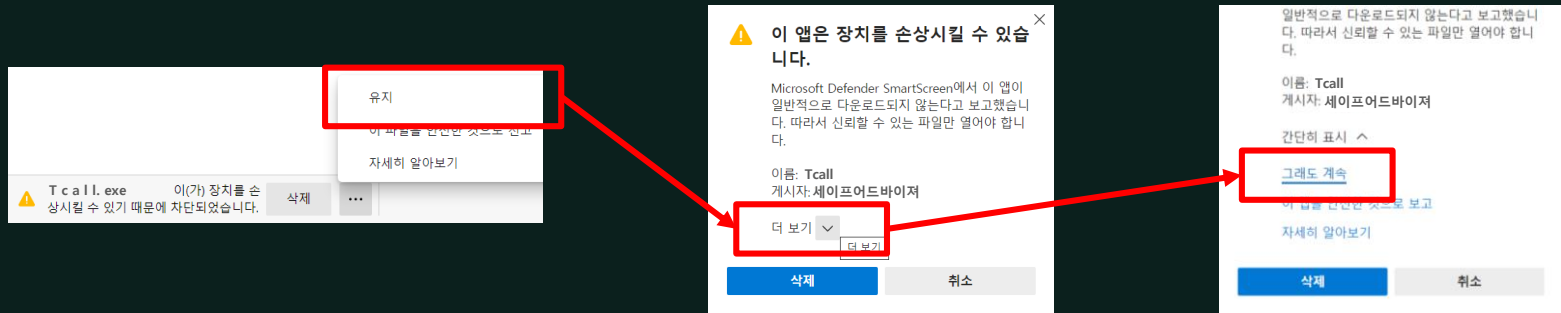 유지
이 파일을 안전한 것으로 신고
자세히 알아보기
T c a l l. exe 이(가) 장치를 손
상시킬 수 있기 때문에 차단되었습니다.
삭제
...
이 앱은 장치를 손상시킬 수 있습
니다.
Microsoft Defender SmartScreen에서 이 앱이
일반적으로 다운로드되지 않는다고 보고했습니
다. 따라서 신뢰할 수 있는 파일만 열어야 합니
다.
이름: Tcall
게시자: 세이프어드바이져
더 보기
더 보기
삭제
취소
일반적으로 다운로드되지 않는다고 보고했습니
다. 따라서 신뢰할 수 있는 파일만 열어야 합니
다.
이름: Tcall
게시자: 세이프어드바이져
간단히 표시
그래도 계속
이 앱을 안전한 것으로 보고
자세히 알아보기
삭제
취소